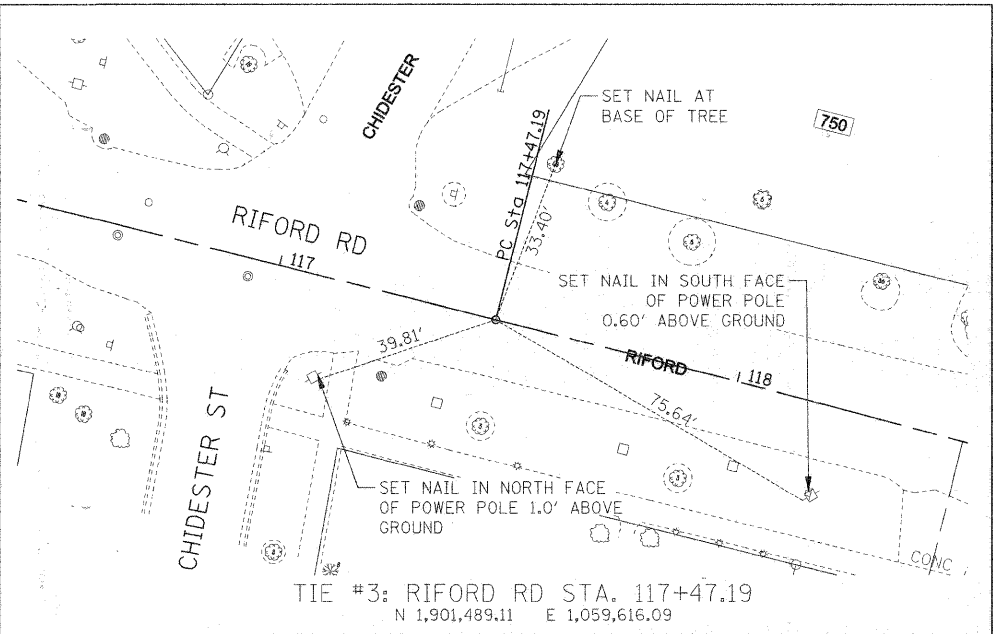 CHIDESTER
SET NAIL AT
BASE OF TREE
750
PC Sta 117+47.19
33.40'
RIFORD RD
117
SET NAIL IN SOUTH FACE
OF POWER POLE
0.60' ABOVE GROUND
39.81'
RIFORD
118
75.64'
CHIDESTER ST
SET NAIL IN NORTH FACE
OF POWER POLE 1.0' ABOVE
GROUND
CONC
TIE #3: RIFORD RD STA. 117+47.19
N 1,901,489.11 E 1,059,616.09